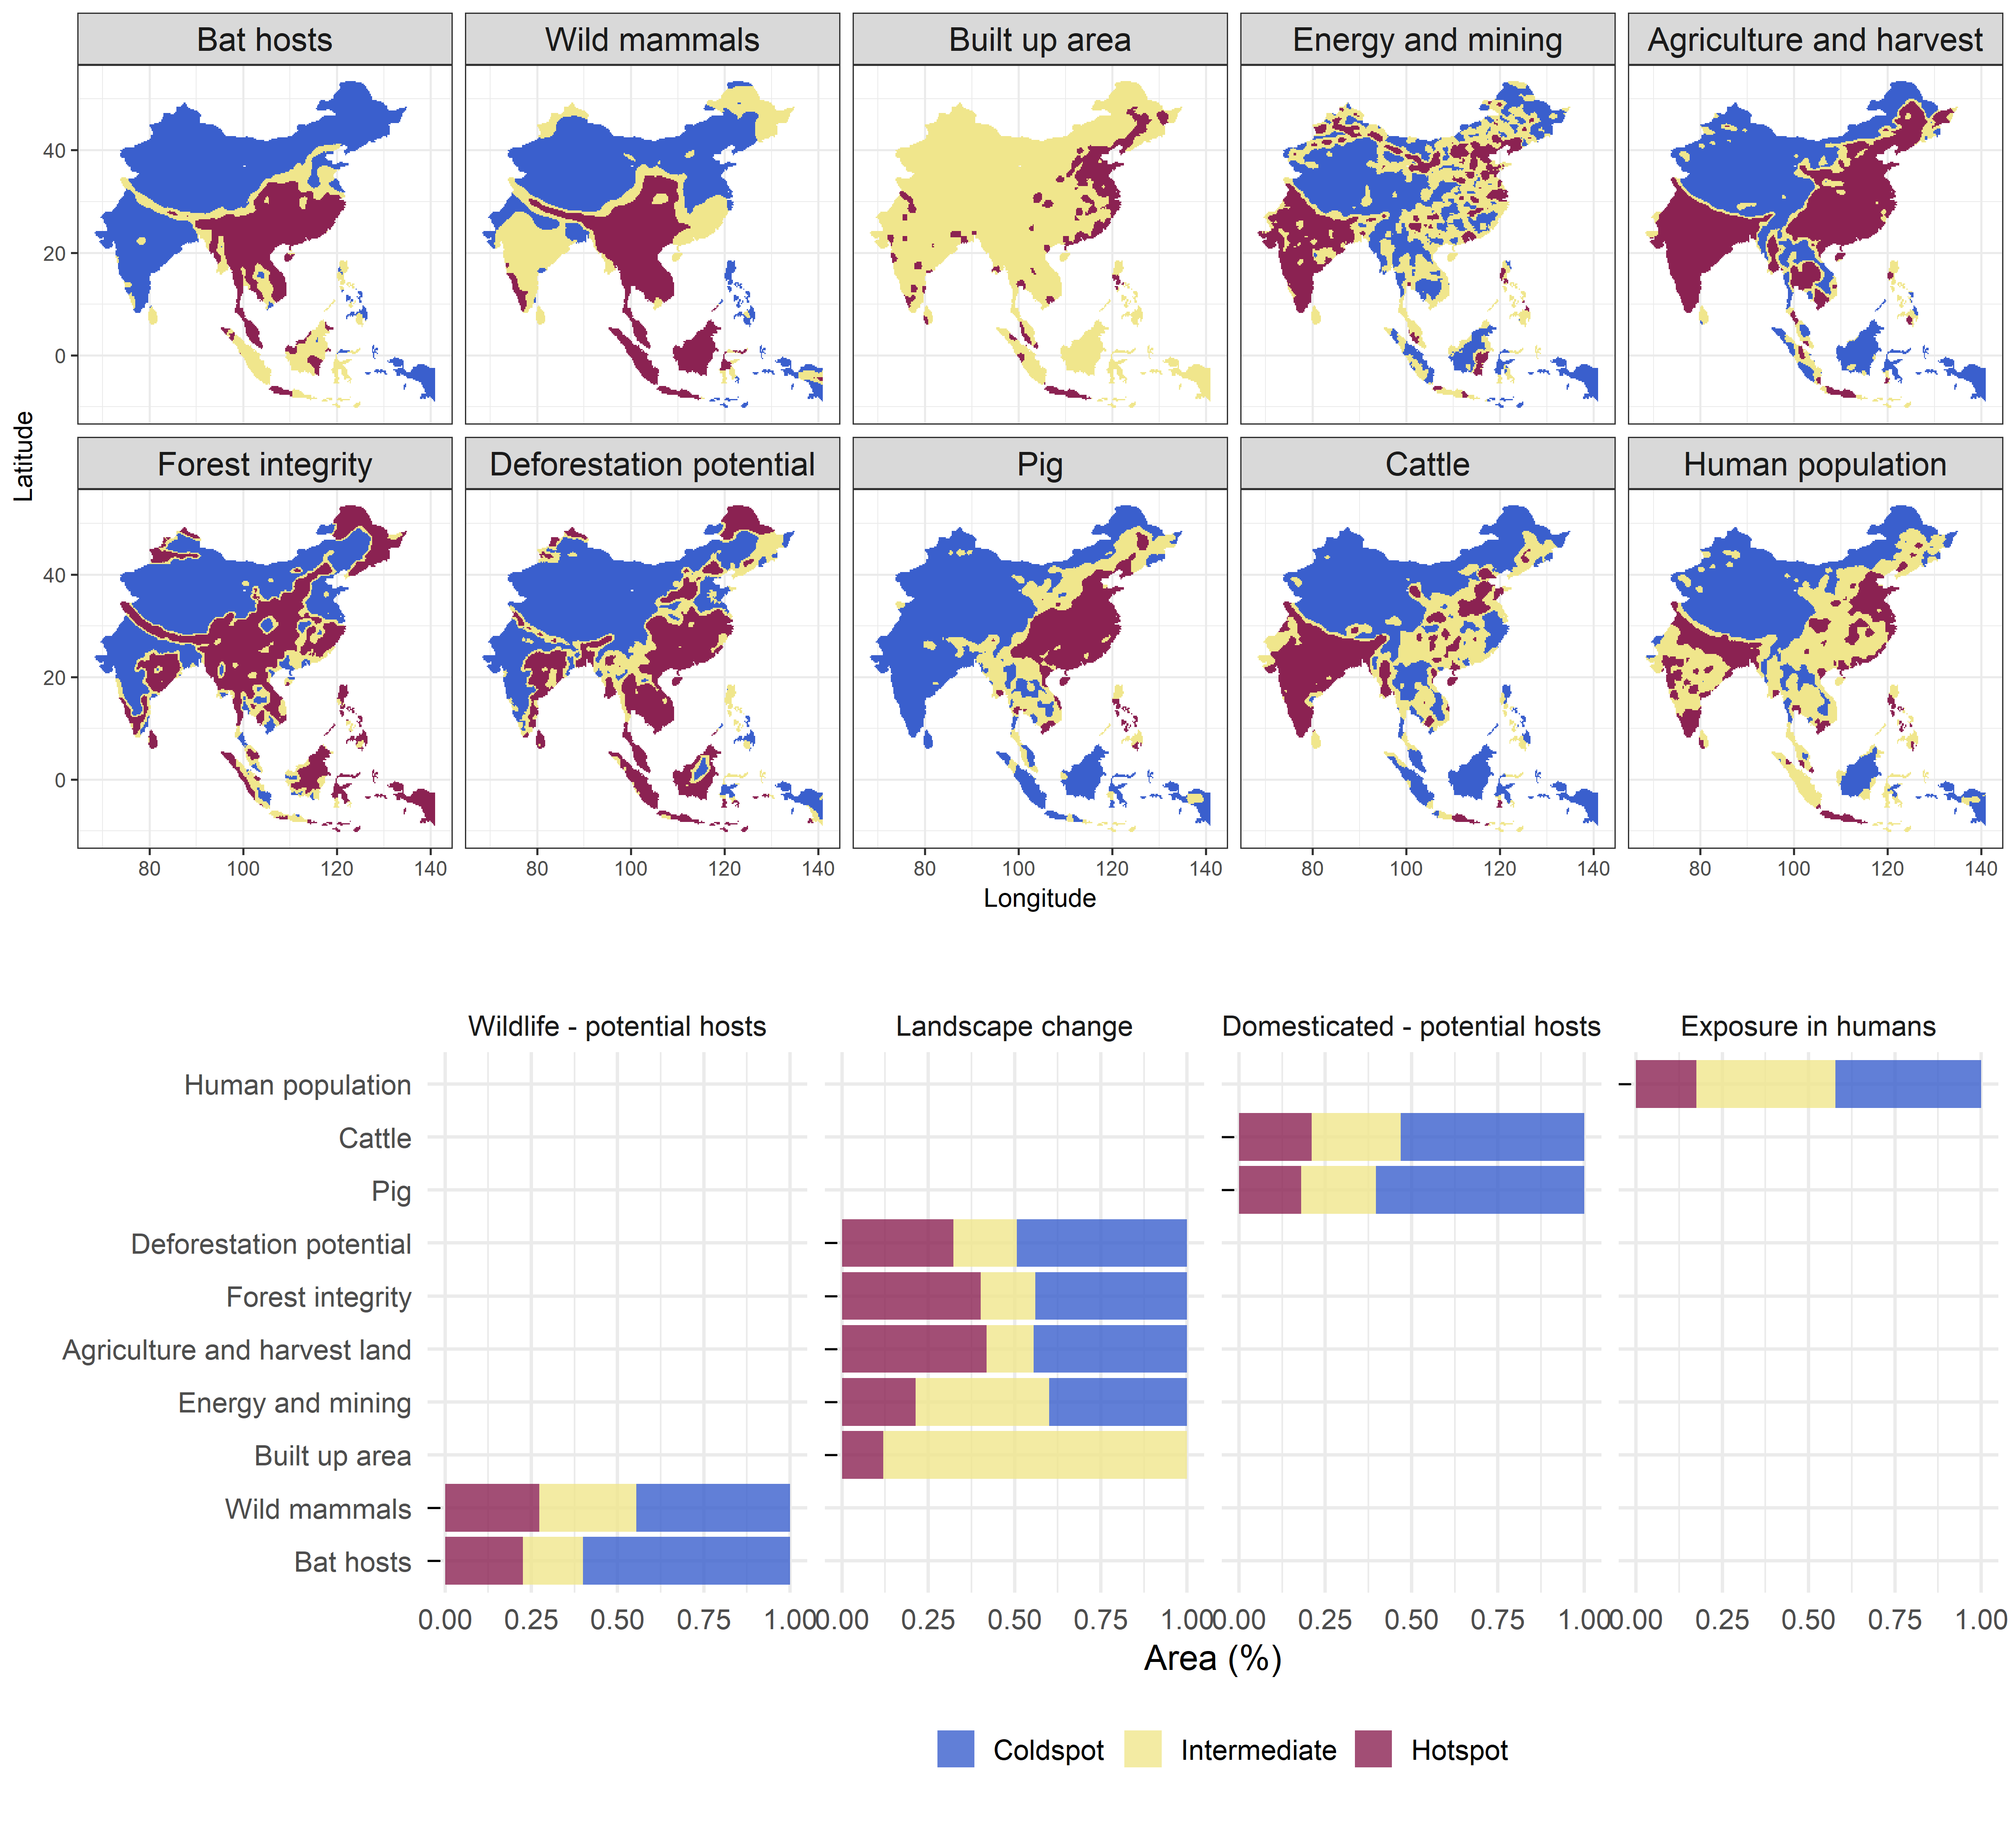 Bat hosts Wild mammals Built up area Energy and mining Agriculture and harvest
40
20
0
Latitude
Forest integrity Deforestation potential Pig Cattle Human population
40
20
0
80 100 120 140 80 100 120 140 80 100 120 140 80 100 120 140 80 100 120 140
Longitude
Wildlife - potential hosts Landscape change Domesticated - potential hosts Exposure in humans
Human population
Cattle
Pig
Deforestation potential
Forest integrity
Agriculture and harvest land
Energy and mining
Built up area
Wild mammals
Bat hosts
0.00 0.25 0.50 0.75 1.00 0.00 0.25 0.50 0.75 1.00 0.00 0.25 0.50 0.75 1.00 0.00 0.25 0.50 0.75 1.00
Area (%)
Coldspot Intermediate Hotspot